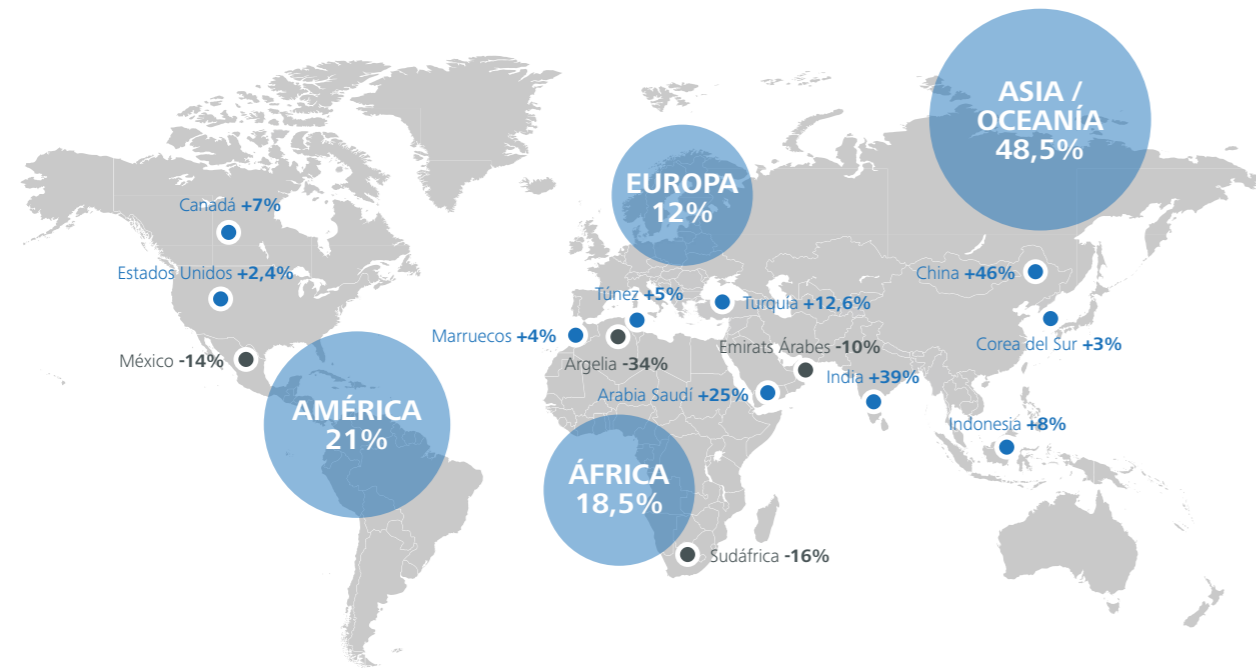 ASIA /
OCEANÍA
48,5%
EUROPA
12%
Canadá +7%
Estados Unidos +2,4%
China +46%
Túnez +5%
Turquía +12,6%
Marruecos +4%
Corea del Sur +3%
México -14%
Argelia -34%
Emirats Árabes -10%
India +39%
Arabia Saudí +25%
AMÉRICA
21%
Indonesia +8%
ÁFRICA
18,5%
Sudáfrica -16%